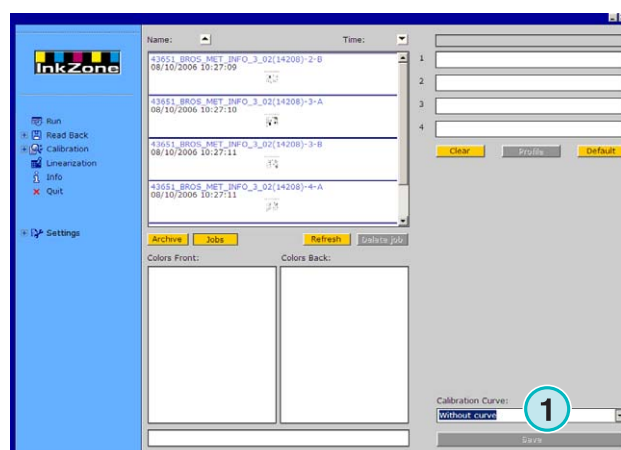 InkZone
Run
Read Back
Calibration
Linearization
Info
Quit
Settings
Name: Time:
43651_BROS_MET_INFO_3_02(14208)-2-B
08/10/2006 10:27:09
43651_BROS_MET_INFO_3_02(14208)-3-A
08/10/2006 10:27:10
43651_BROS_MET_INFO_3_02(14208)-3-B
08/10/2006 10:27:11
43651_BROS_MET_INFO_3_02(14208)-4-A
08/10/2006 10:27:11
Archive Jobs Refresh Delete job
Colors Front: Colors Back:
1
2
3
4
Clear Profile Default
Calibration Curve:
Without curve
1
Save